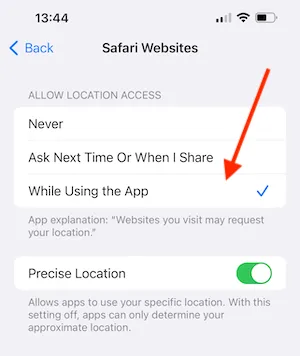 13:44
Back
Safari Websites
ALLOW LOCATION ACCESS
Never
Ask Next Time Or When I Share
While Using the App
App explanation: "Websites you visit may request
your location."
Precise Location
Allows apps to use your specific location. With this
setting off, apps can only determine your
approximate location.